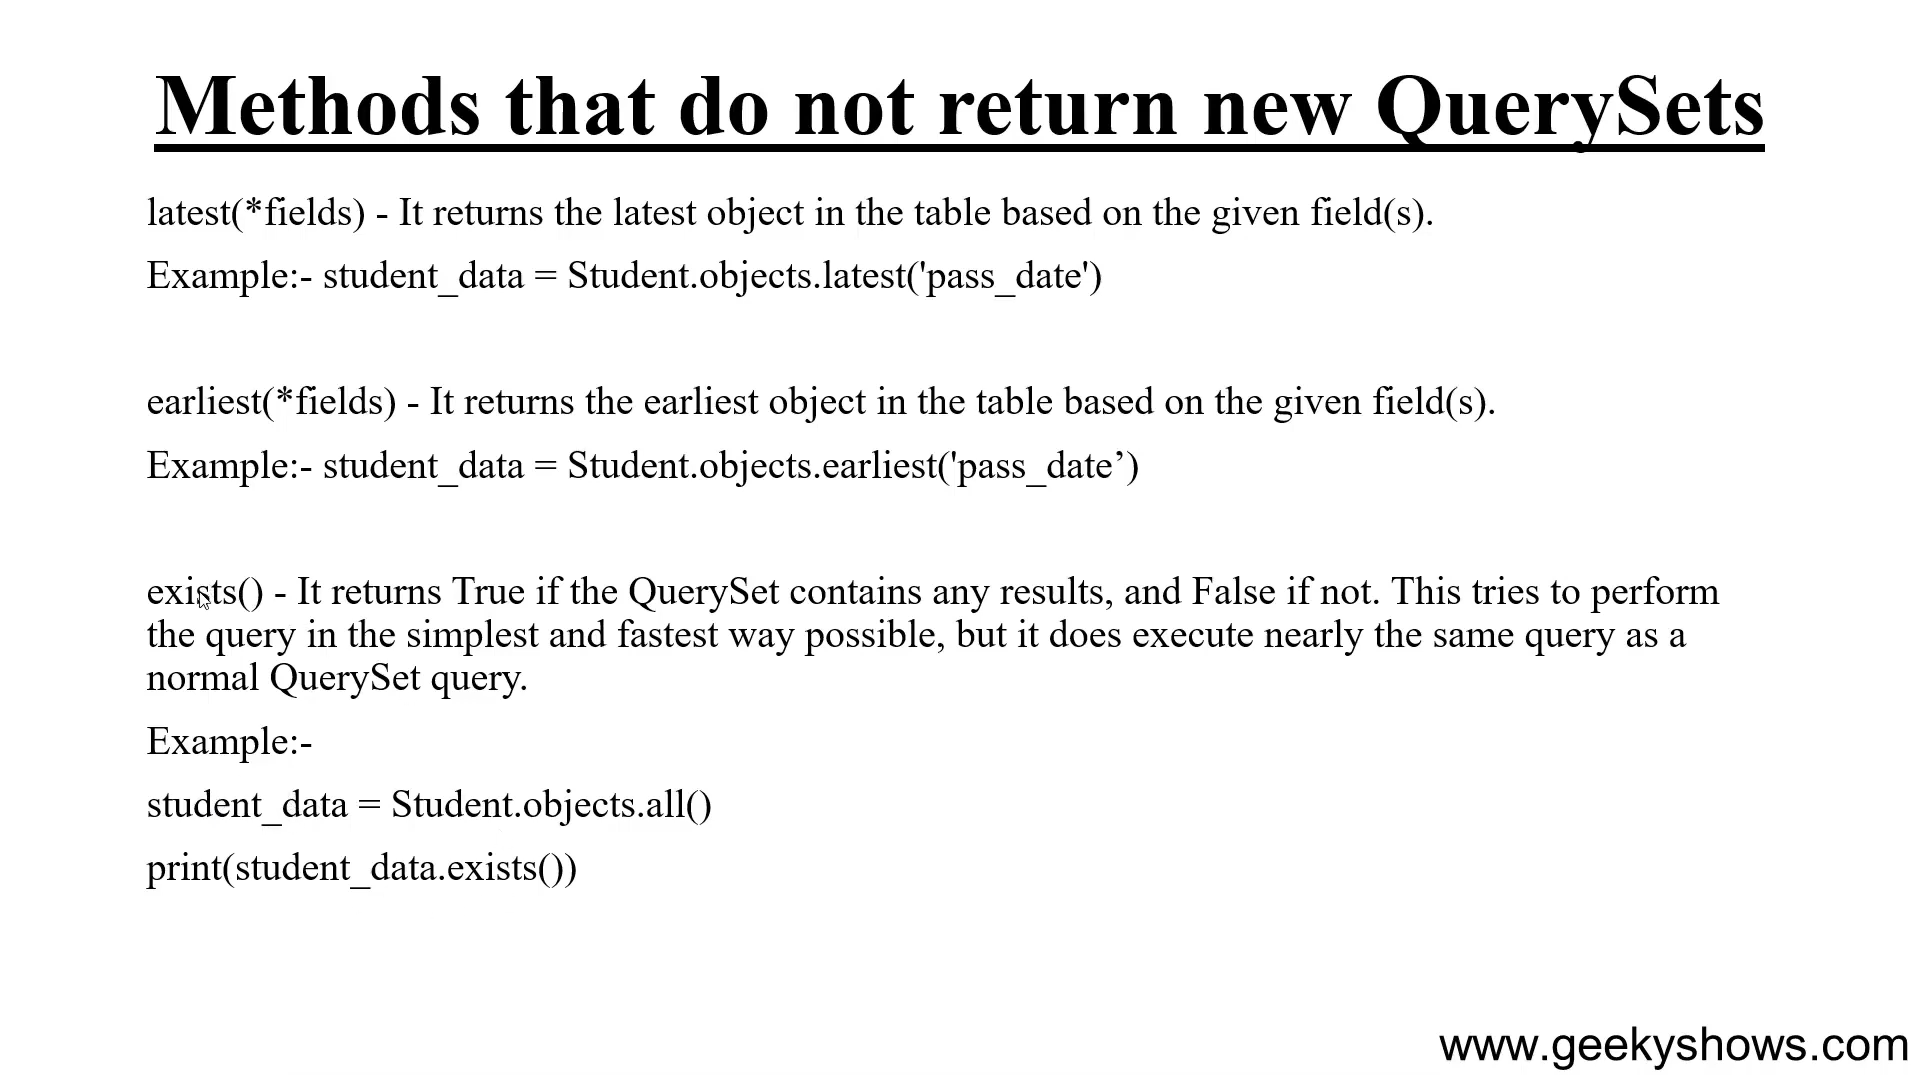 Methods that do not return new QuerySets
latest(*fields) - It returns the latest object in the table based on the given field(s).
Example:- student_data = Student.objects.latest('pass_date')
earliest(*fields) - It returns the earliest object in the table based on the given field(s).
Example:- student_data = Student.objects.earliest('pass_date’)
exists() - It returns True if the QuerySet contains any results, and False if not. This tries to perform
the query in the simplest and fastest way possible, but it does execute nearly the same query as a
normal QuerySet query.
Example:-
student_data = Student.objects.all()
print(student_data.exists())
www.geekyshows.com